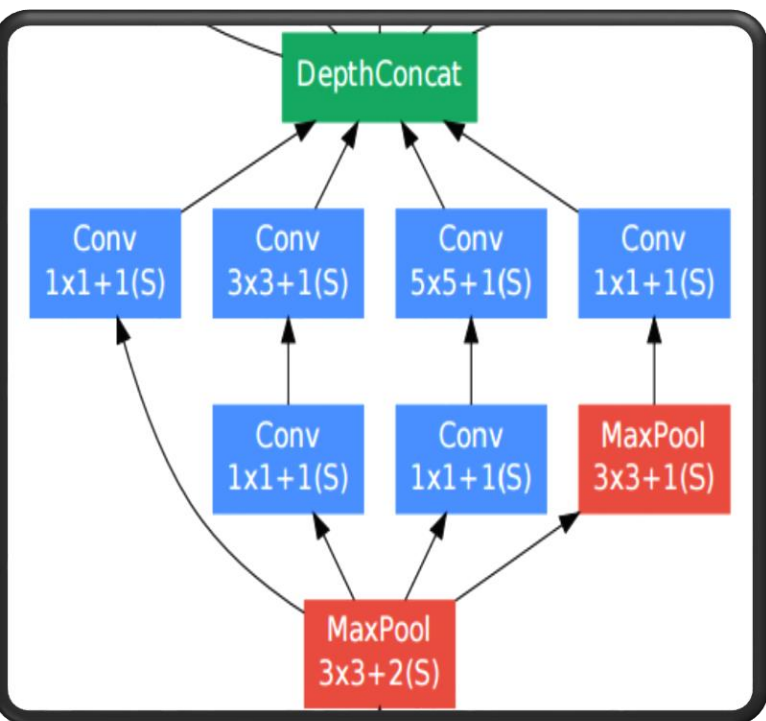 DepthConcat
Conv
1x1+1(S)
Conv
3x3+1(S)
Conv
5x5+1(S)
Conv
1x1+1(S)
Conv
1x1+1(S)
Conv
1x1+1(S)
MaxPool
3x3+1(S)
MaxPool
3x3+2(S)